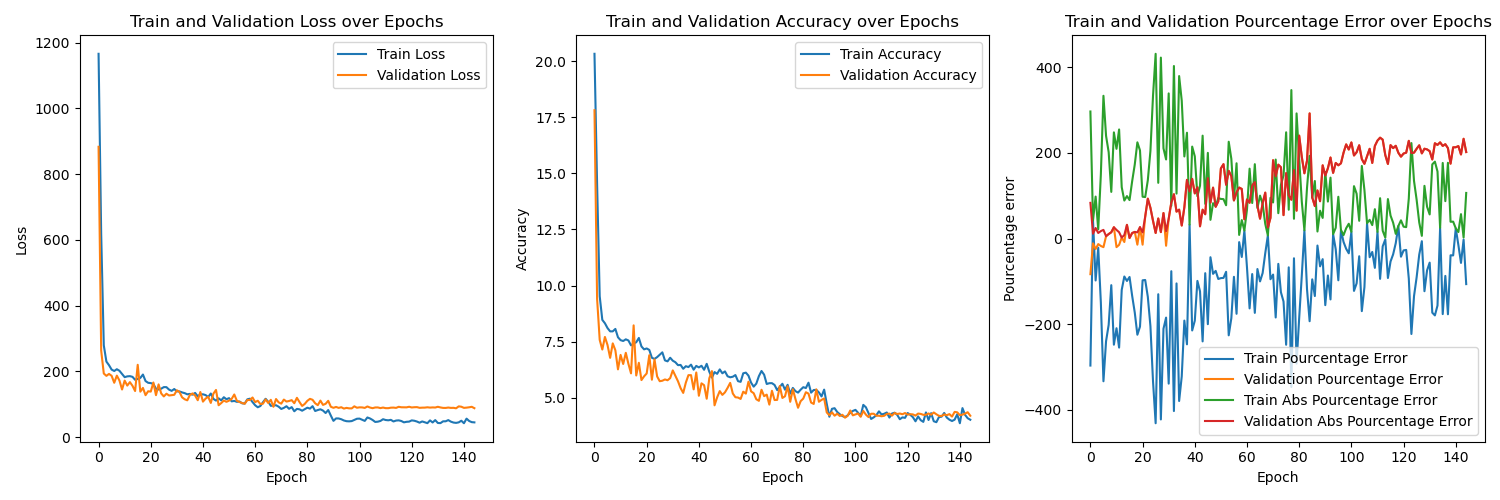 Train and Validation Loss over Epochs
1200
1000
800
600
400
200
0
Loss
0 20 40 60 80 100 120 140
Epoch
Train Loss
Validation Loss
Train and Validation Accuracy over Epochs
20.0
17.5
15.0
12.5
10.0
7.5
5.0
Accuracy
0 20 40 60 80 100 120 140
Epoch
Train Accuracy
Validation Accuracy
Train and Validation Pourcentage Error over Epochs
400
200
0
−200
−400
Pourcentage error
0 20 40 60 80 100 120 140
Epoch
Train Pourcentage Error
Validation Pourcentage Error
Train Abs Pourcentage Error
Validation Abs Pourcentage Error